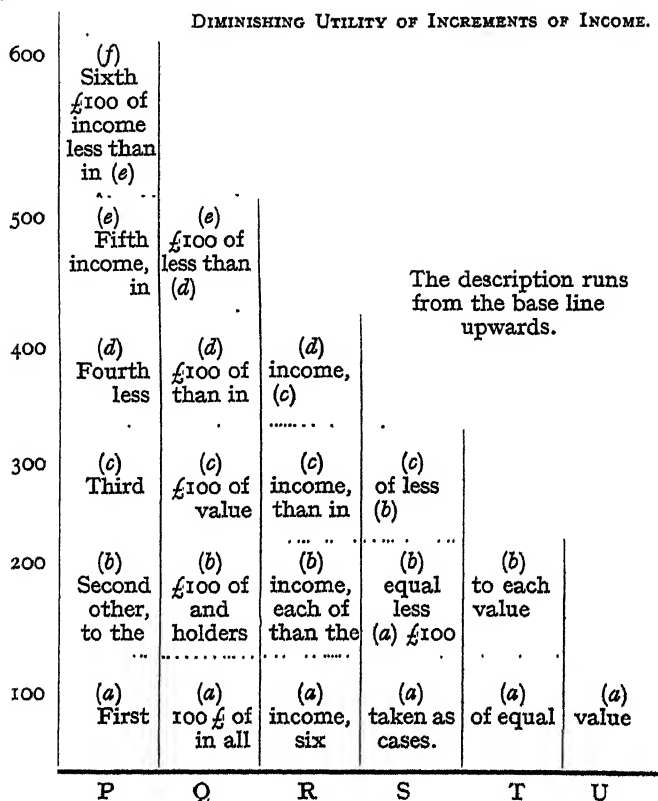 DIMINISHING UTILITY OF INCREMENTS OF INCOME.
600 (f)
Sixth
£100 of
income
less than
in (e)
500 (e) (e)
Fifth £100 of
income, less than
in (d)
The description runs
from the base line
upwards.
400 (d) (d) (d)
Fourth £100 of income,
less than in (c)
300 (c) (c) (c) (c)
Third £100 of income, of less
value than in (b)
200 (b) (b) (b) (b) (b)
Second £100 of income, equal to each
other, and each of less value
to the holders than the (a) £100
100 (a) (a) (a) (a) (a) (a)
First 100 £ of income, taken as of equal value
in all six cases.
P Q R S T U